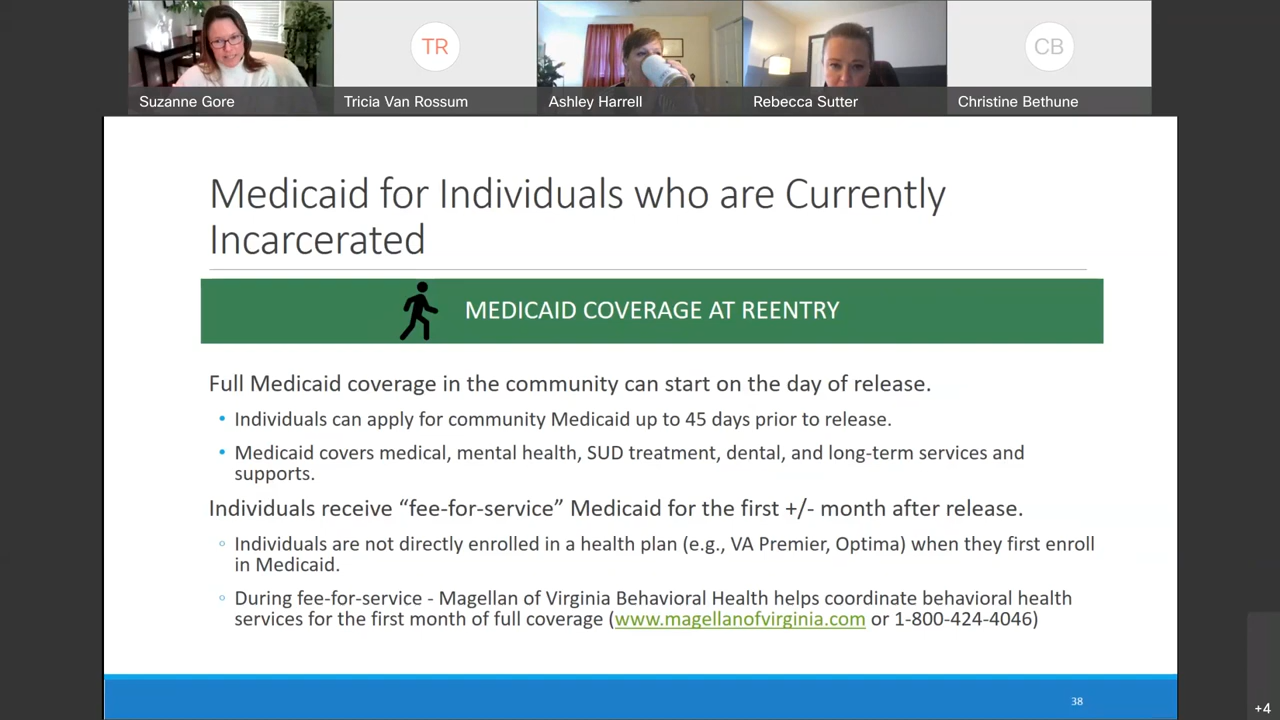 TR
CB
Suzanne Gore
Tricia Van Rossum
Ashley Harrell
Rebecca Sutter
Christine Bethune
Medicaid for Individuals who are Currently
Incarcerated
MEDICAID COVERAGE AT REENTRY
Full Medicaid coverage in the community can start on the day of release.
• Individuals can apply for community Medicaid up to 45 days prior to release.
• Medicaid covers medical, mental health, SUD treatment, dental, and long-term services and
supports.
Individuals receive “fee-for-service” Medicaid for the first +/- month after release.
◦ Individuals are not directly enrolled in a health plan (e.g., VA Premier, Optima) when they first enroll
in Medicaid.
◦ During fee-for-service - Magellan of Virginia Behavioral Health helps coordinate behavioral health
services for the first month of full coverage (www.magellanofvirginia.com or 1-800-424-4046)
38
+4